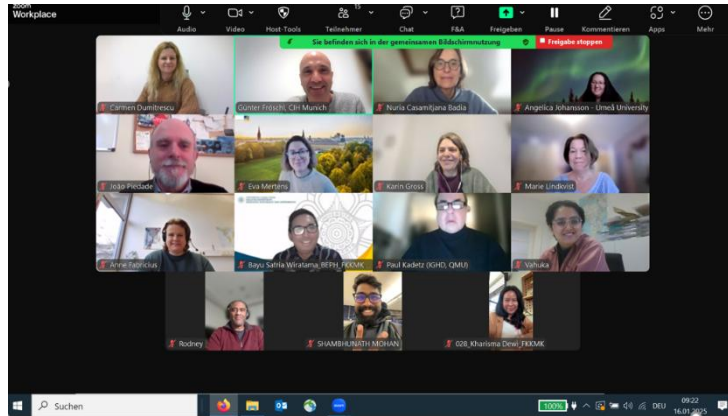 zoom
Workplace
15
Audio
Video
Host-Tools
Teilnehmer
Chat
F&A
Freigeben
Pause
Kommentieren
Apps
Mehr
Sie befinden sich in der gemeinsamen Bildschirmnutzung
Freigabe stoppen
Carmen Dumitrescu
Günter Fröschl, CIH Munich
Nuria Casamitjana Badia
Angelica Johansson - Umeå University
João Piedade
Eva Mertens
Karin Gross
Marie Lindkvist
Anne Fabricius
Bayu Satria Wiratama_BEPH_FKKMK
Paul Kadetz (IGHD, QMU)
Vahuka
Rodney
SHAMBHUNATH MOHAN
028_Kharisma Dewi_FKKMK
Suchen
100%
DEU
09:22
16.01.2025